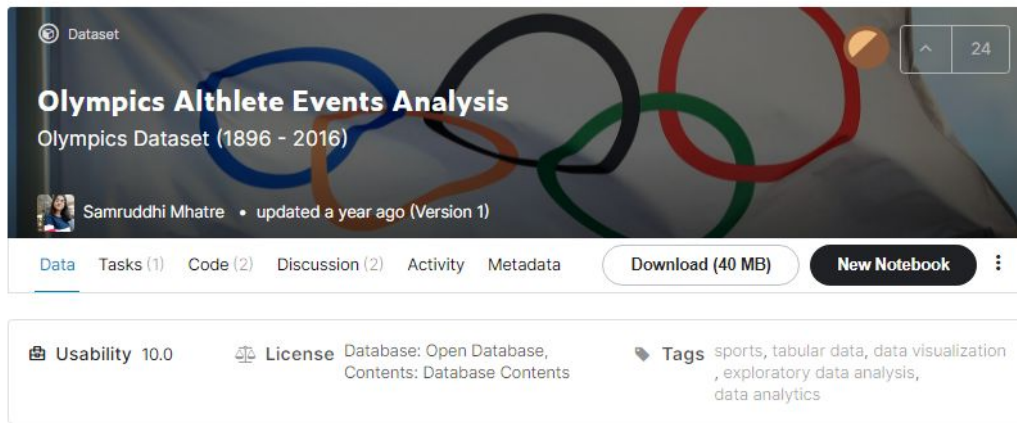 Dataset
24
Olympics Althlete Events Analysis
Olympics Dataset (1896 - 2016)
Samruddhi Mhatre • updated a year ago (Version 1)
Data Tasks (1) Code (2) Discussion (2) Activity Metadata Download (40 MB) New Notebook
Usability 10.0
License Database: Open Database,
Contents: Database Contents
Tags sports, tabular data, data visualization
, exploratory data analysis,
data analytics